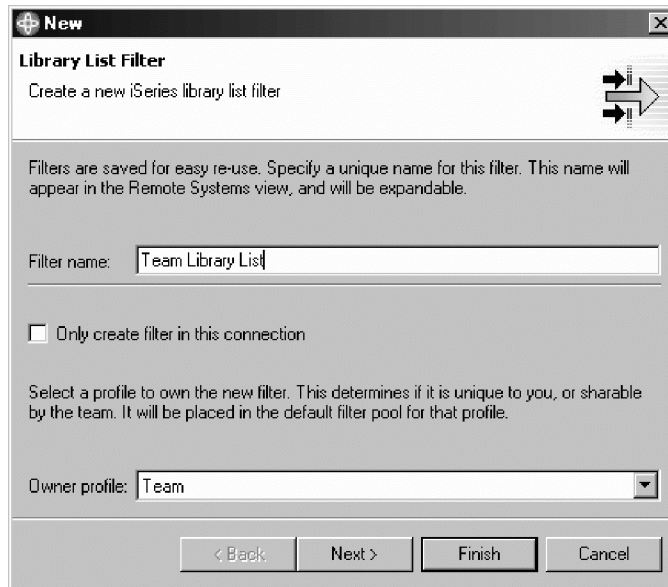 New
Library List Filter
Create a new iSeries library list filter
Filters are saved for easy re-use. Specify a unique name for this filter. This name will
appear in the Remote Systems view, and will be expandable.
Filter name: Team Library List
Only create filter in this connection
Select a profile to own the new filter. This determines if it is unique to you, or sharable
by the team. It will be placed in the default filter pool for that profile.
Owner profile: Team
< Back Next > Finish Cancel